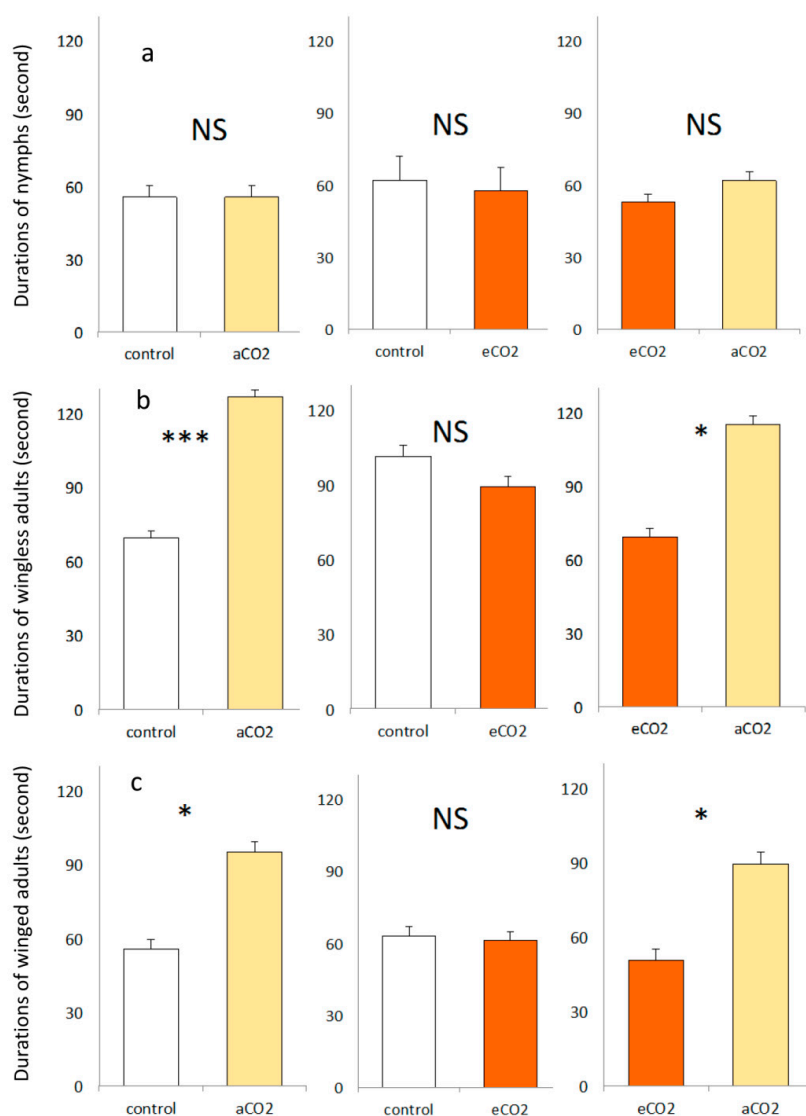 a
Durations of nymphs (second)
120
90
60
30
0
NS
control aCO2
120
90
60
30
0
NS
control eCO2
120
90
60
30
0
NS
eCO2 aCO2
b
Durations of wingless adults (second)
120
90
60
30
0
***
control aCO2
120
90
60
30
0
NS
control eCO2
120
90
60
30
0
*
eCO2 aCO2
c
Durations of winged adults (second)
120
90
60
30
0
*
control aCO2
120
90
60
30
0
NS
control eCO2
120
90
60
30
0
*
eCO2 aCO2